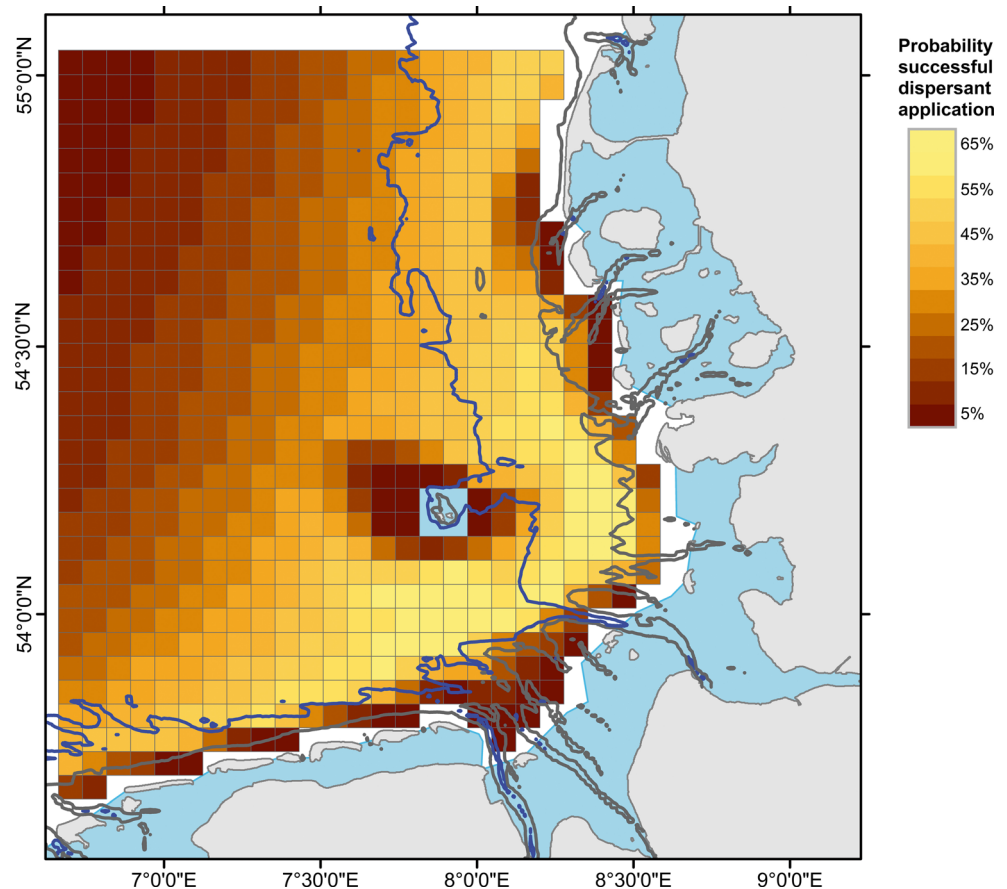 Probability
successful
dispersant
application
65%
55%
45%
35%
25%
15%
5%
55°0'0"N
54°30'0"N
54°0'0"N
7°0'0"E
7°30'0"E
8°0'0"E
8°30'0"E
9°0'0"E